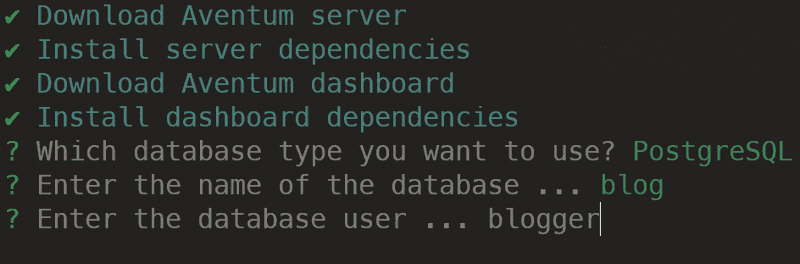 ✔ Download Aventum server
✔ Install server dependencies
✔ Download Aventum dashboard
✔ Install dashboard dependencies
? Which database type you want to use? PostgreSQL
? Enter the name of the database ... blog
? Enter the database user ... blogger